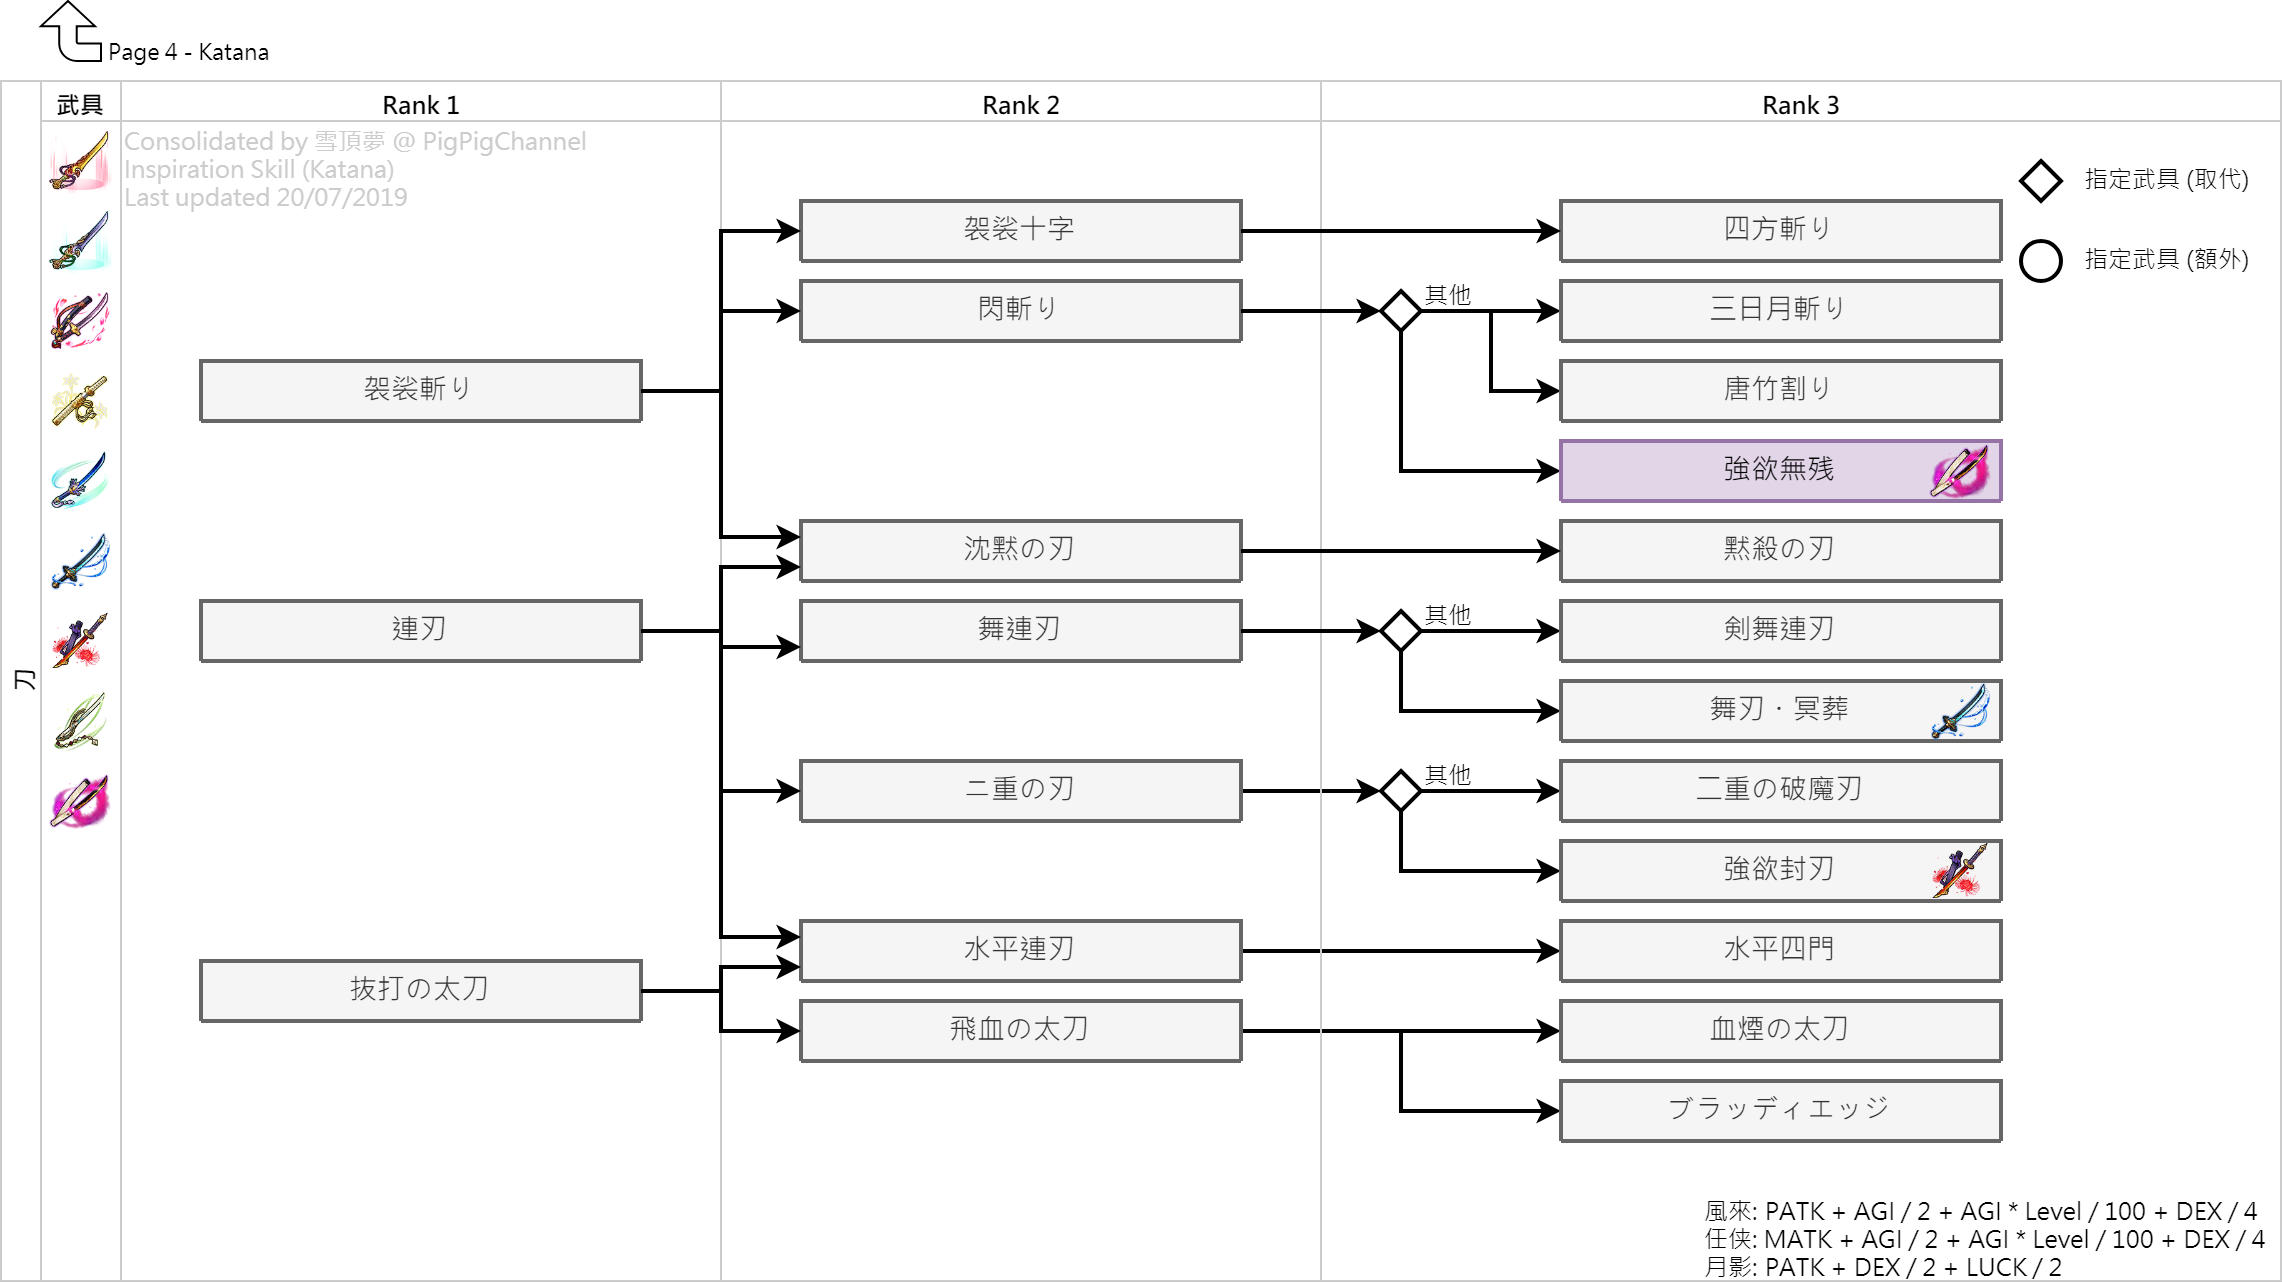 Page 4 - Katana
武具
Rank 1
Rank 2
Rank 3
Consolidated by 雪頂夢 @ PigPigChannel
Inspiration Skill (Katana)
Last updated 20/07/2019
指定武具 (取代)
指定武具 (額外)
刀
袈裟斬り
連刃
抜打の太刀
袈裟十字
閃斬り
沈黙の刃
舞連刃
二重の刃
水平連刃
飛血の太刀
其他
其他
其他
四方斬り
三日月斬り
唐竹割り
強欲無残
黙殺の刃
剣舞連刃
舞刃・冥葬
二重の破魔刃
強欲封刃
水平四門
血煙の太刀
ブラッディエッジ
風來: PATK + AGI / 2 + AGI * Level / 100 + DEX / 4
任侠: MATK + AGI / 2 + AGI * Level / 100 + DEX / 4
月影: PATK + DEX / 2 + LUCK / 2